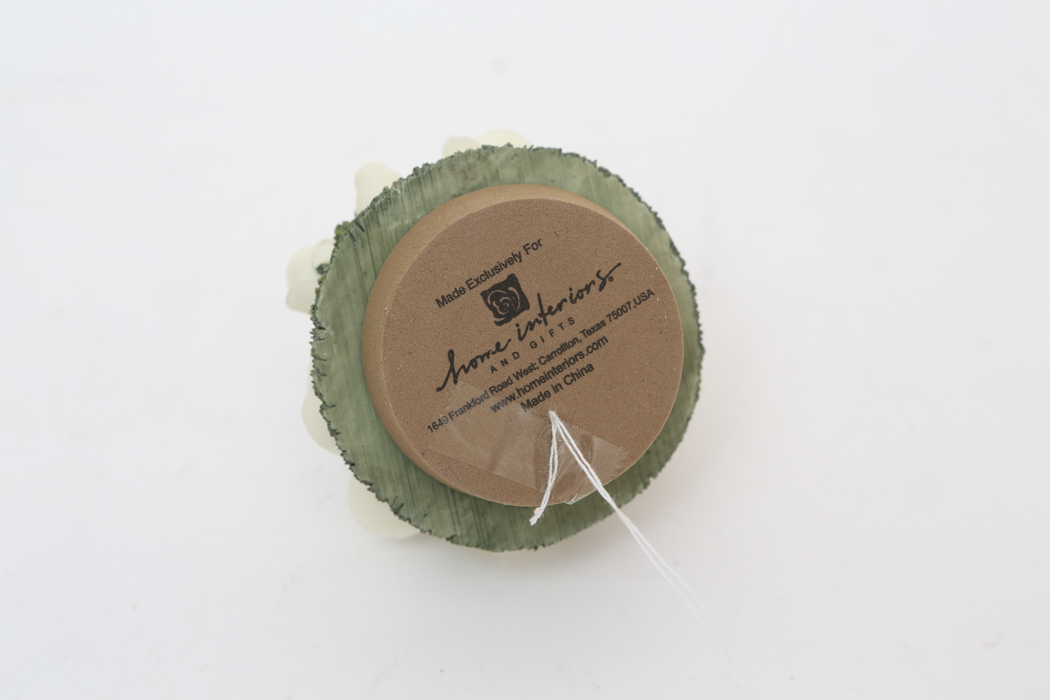 Made Exclusively For
home interiors.
AND GIFTS
1649 Frankford Road West; Carrollton, Texas 75007,USA
www.homeinteriors.com
Made in China